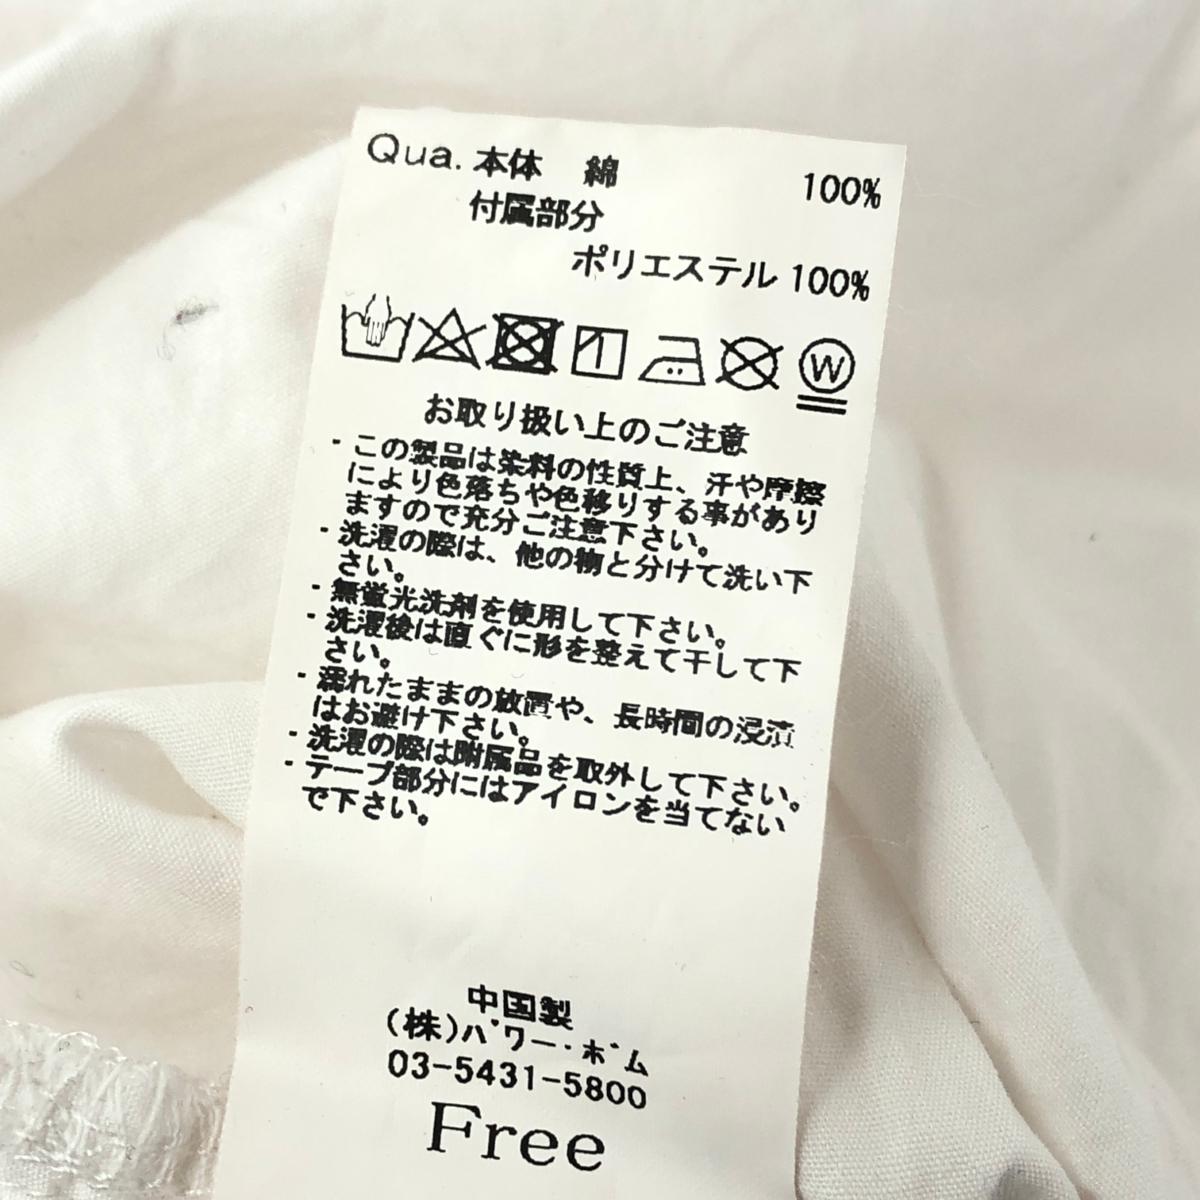 Qua. 本体 綿 100%
付属部分
ポリエステル 100%
W
お取り扱い上のご注意
・この製品は染料の性質上、汗や摩擦
により色落ちや色移りする事があり
ますので充分ご注意下さい。
・洗濯の際は、他の物と分けて洗い下
さい。
・無蛍光洗剤を使用して下さい。
・洗濯後は直ぐに形を整えて干して下
さい。
・濡れたままの放置や、長時間の浸漬
はお避け下さい。
・洗濯の際は附属品を取外して下さい。
・テープ部分にはアイロンを当てない
で下さい。
中国製
(株)パワー・ボム
03-5431-5800
Free